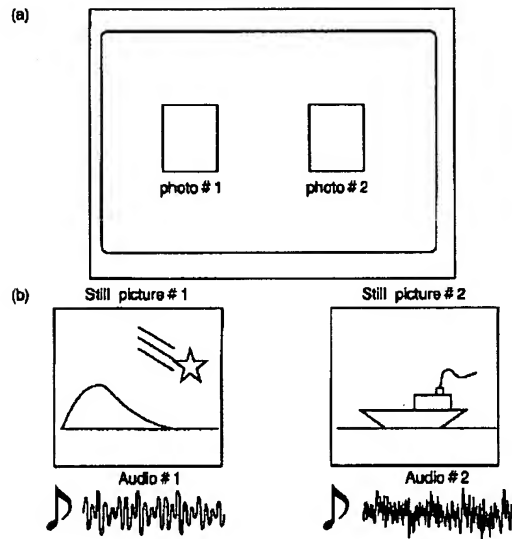 (a)
photo # 1 photo # 2
(b) Still picture # 1 Still picture # 2
Audio # 1 Audio # 2